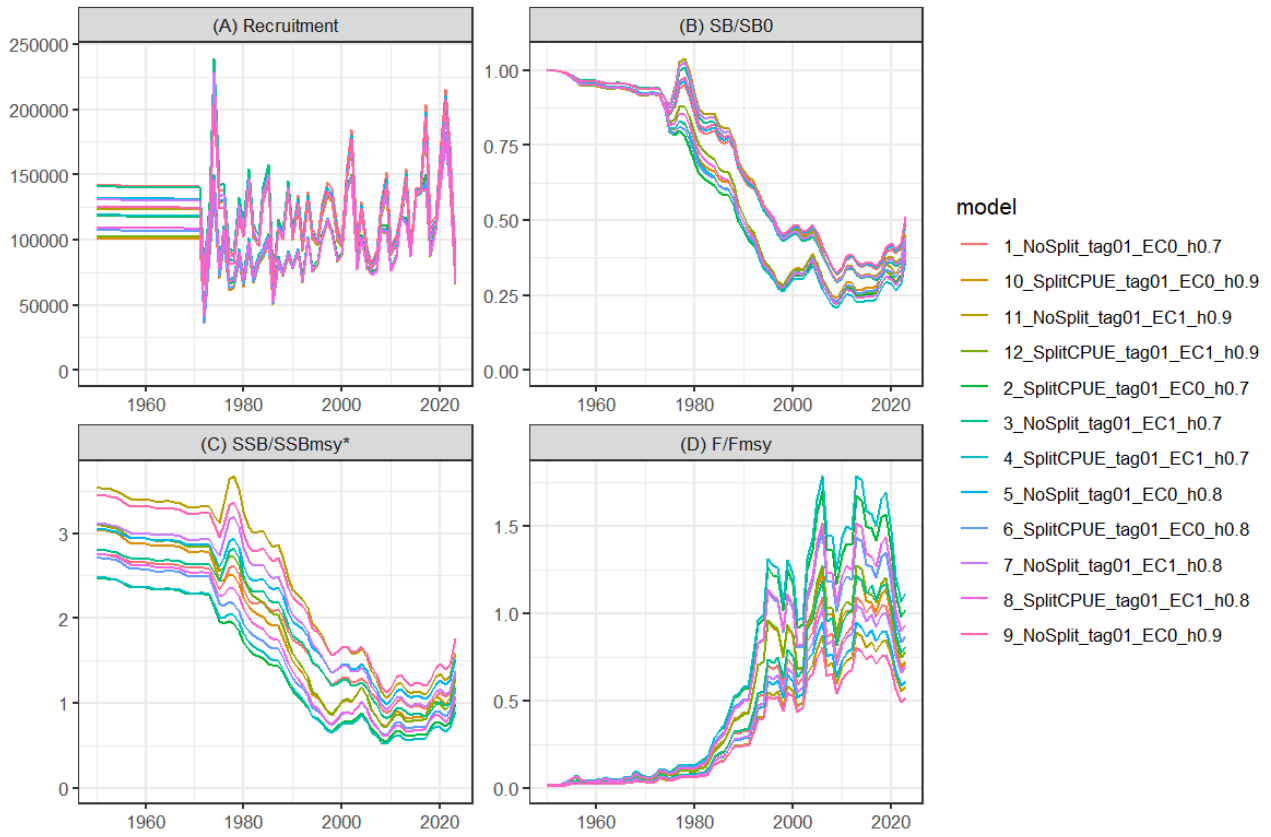 (A) Recruitment
250000
200000
150000
100000
50000
0
1960
1980
2000
2020
(B) SB/SB0
1.00
0.75
0.50
0.25
0.00
1960
1980
2000
2020
(C) SSB/SSBmsy*
3
2
1
0
1960
1980
2000
2020
(D) F/Fmsy
1.5
1.0
0.5
0.0
1960
1980
2000
2020
model
1_NoSplit_tag01_EC0_h0.7
10_SplitCPUE_tag01_EC0_h0.9
11_NoSplit_tag01_EC1_h0.9
12_SplitCPUE_tag01_EC1_h0.9
2_SplitCPUE_tag01_EC0_h0.7
3_NoSplit_tag01_EC1_h0.7
4_SplitCPUE_tag01_EC1_h0.7
5_NoSplit_tag01_EC0_h0.8
6_SplitCPUE_tag01_EC0_h0.8
7_NoSplit_tag01_EC1_h0.8
8_SplitCPUE_tag01_EC1_h0.8
9_NoSplit_tag01_EC0_h0.9